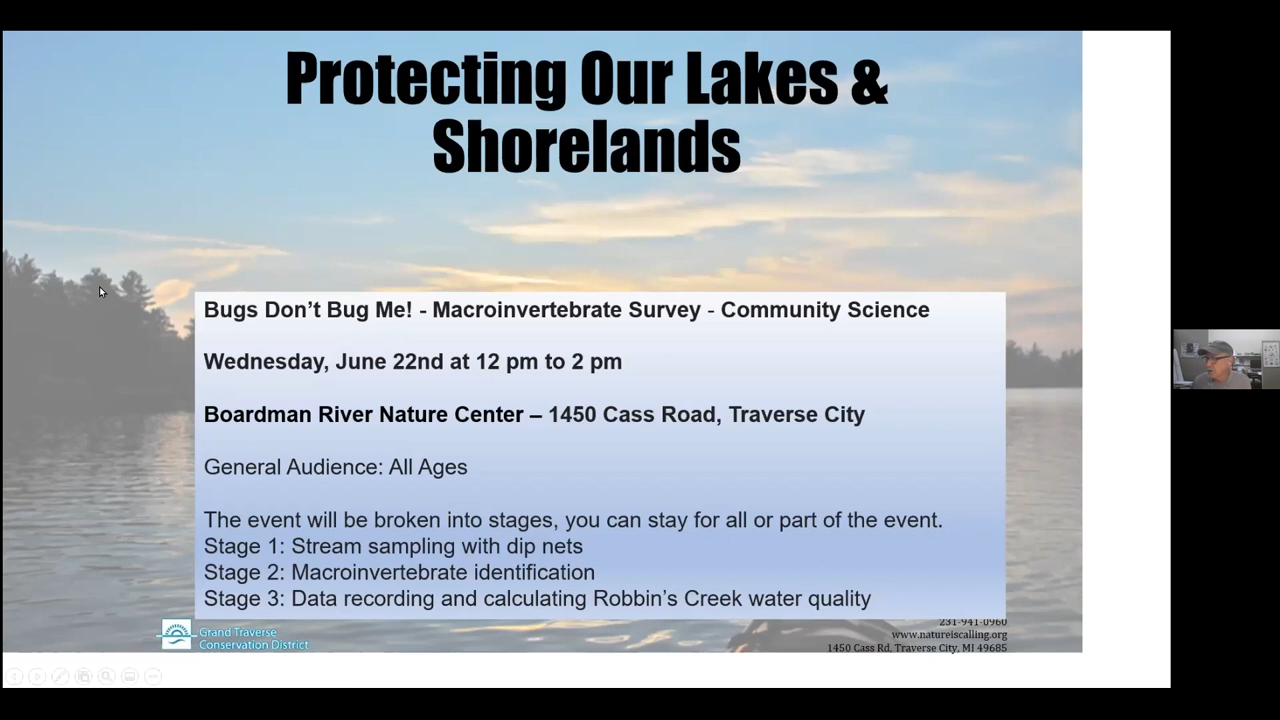 Protecting Our Lakes &
Shorelands
Bugs Don’t Bug Me! - Macroinvertebrate Survey - Community Science
Wednesday, June 22nd at 12 pm to 2 pm
Boardman River Nature Center – 1450 Cass Road, Traverse City
General Audience: All Ages
The event will be broken into stages, you can stay for all or part of the event.
Stage 1: Stream sampling with dip nets
Stage 2: Macroinvertebrate identification
Stage 3: Data recording and calculating Robbin’s Creek water quality
Grand Traverse
Conservation District
231-941-0960
www.natureiscalling.org
1450 Cass Rd, Traverse City, MI 49685